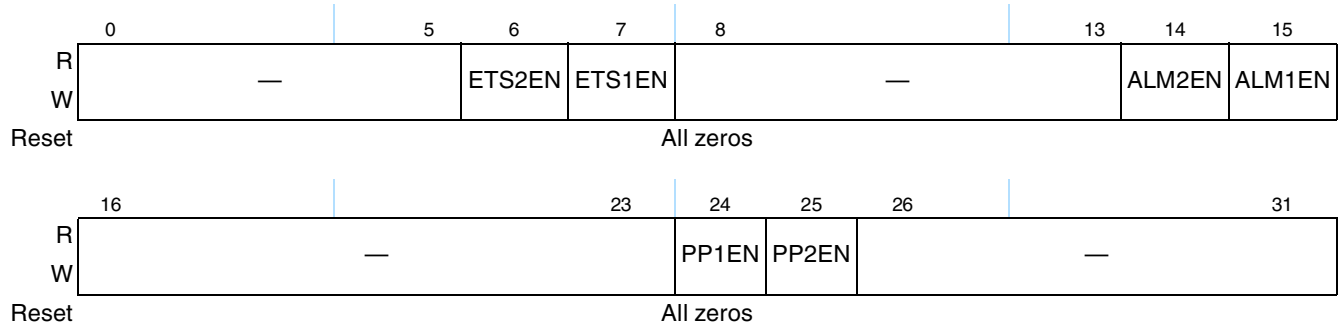 0 5 6 7 8 13 14 15
R
W
— ETS2EN ETS1EN — ALM2EN ALM1EN
Reset All zeros
16 23 24 25 26 31
R
W
— PP1EN PP2EN —
Reset All zeros